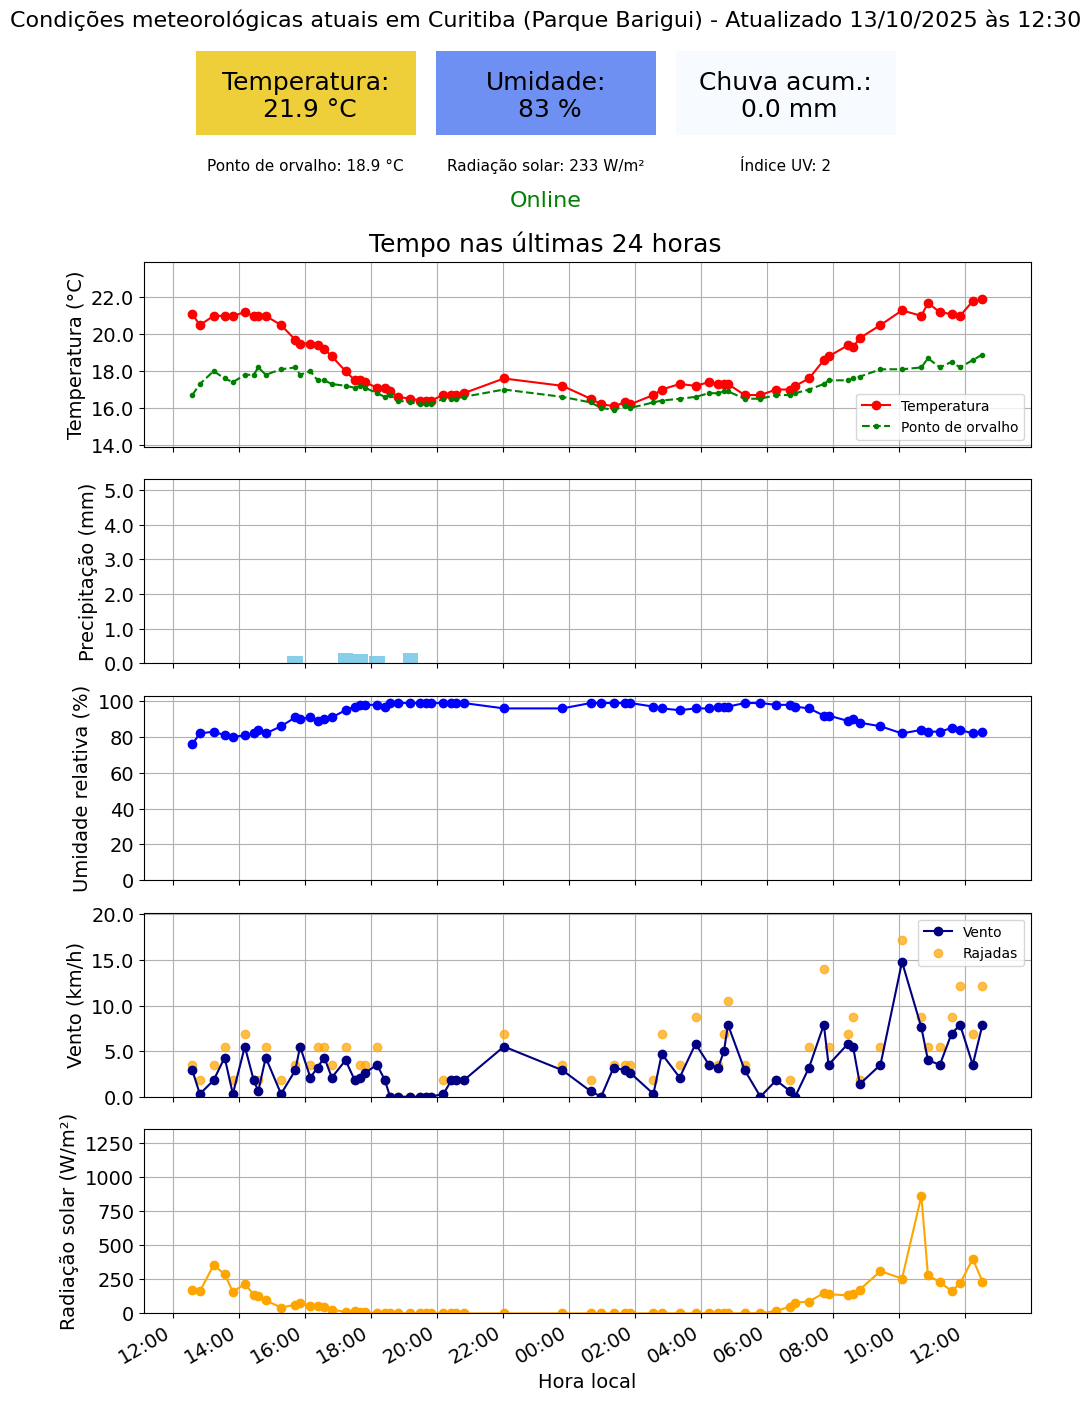 Condições meteorológicas atuais em Curitiba (Parque Barigui) - Atualizado 13/10/2025 às 12:30
Temperatura:
21.9 °C
Umidade:
83 %
Chuva acum.:
0.0 mm
Ponto de orvalho: 18.9 °C
Radiação solar: 233 W/m²
Índice UV: 2
Online
Tempo nas últimas 24 horas
Temperatura (°C)
22.0
20.0
18.0
16.0
14.0
Temperatura
Ponto de orvalho
Precipitação (mm)
5.0
4.0
3.0
2.0
1.0
0.0
Umidade relativa (%)
100
80
60
40
20
0
Vento (km/h)
20.0
15.0
10.0
5.0
0.0
Vento
Rajadas
Radiação solar (W/m²)
1250
1000
750
500
250
0
12:00
14:00
16:00
18:00
20:00
22:00
00:00
02:00
04:00
06:00
08:00
10:00
12:00
Hora local